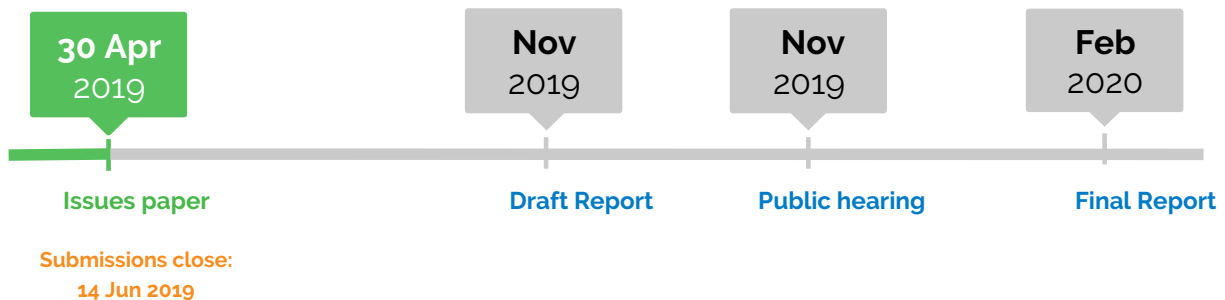 30 Apr
2019
Nov
2019
Nov
2019
Feb
2020
Issues paper
Draft Report
Public hearing
Final Report
Submissions close:
14 Jun 2019